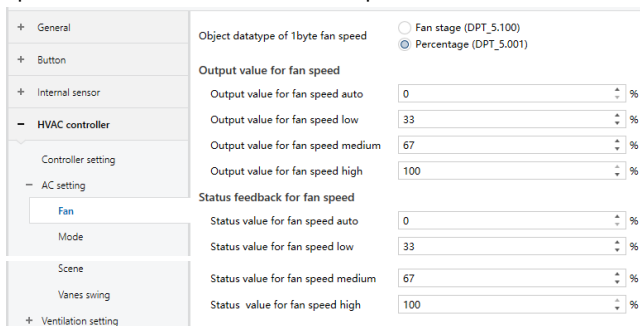 + General
+ Button
+ Internal sensor
− HVAC controller
Controller setting
− AC setting
Fan
Mode
Scene
Vanes swing
+ Ventilation setting
Object datatype of 1byte fan speed
Fan stage (DPT_5.100)
Percentage (DPT_5.001)
Output value for fan speed
Output value for fan speed auto 0 %
Output value for fan speed low 33 %
Output value for fan speed medium 67 %
Output value for fan speed high 100 %
Status feedback for fan speed
Status value for fan speed auto 0 %
Status value for fan speed low 33 %
Status value for fan speed medium 67 %
Status value for fan speed high 100 %